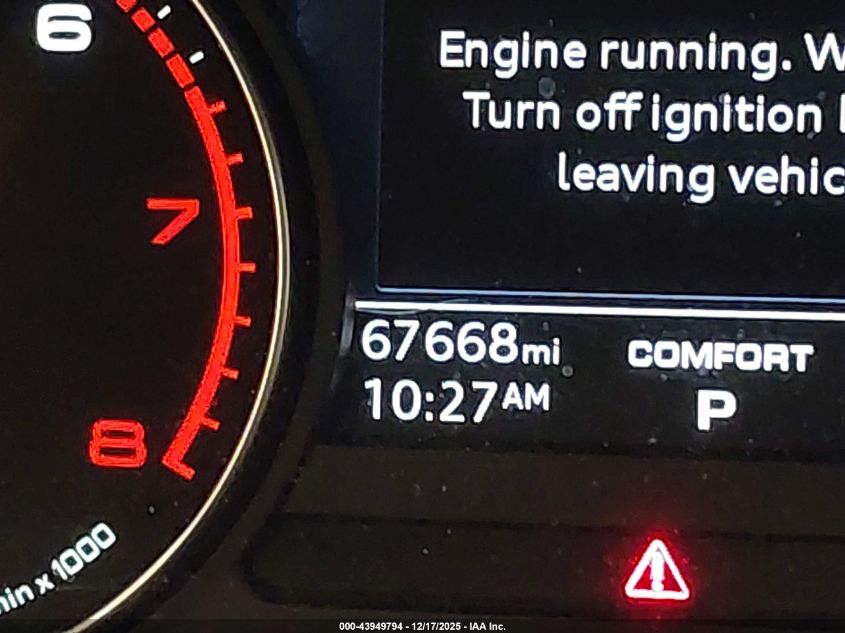 6
Engine running. W
Turn off ignition
leaving vehic
7
67668mi
COMFORT
10:27AM
P
8
in x 1000
000-43949794 - 12/17/2025 - IAA Inc.